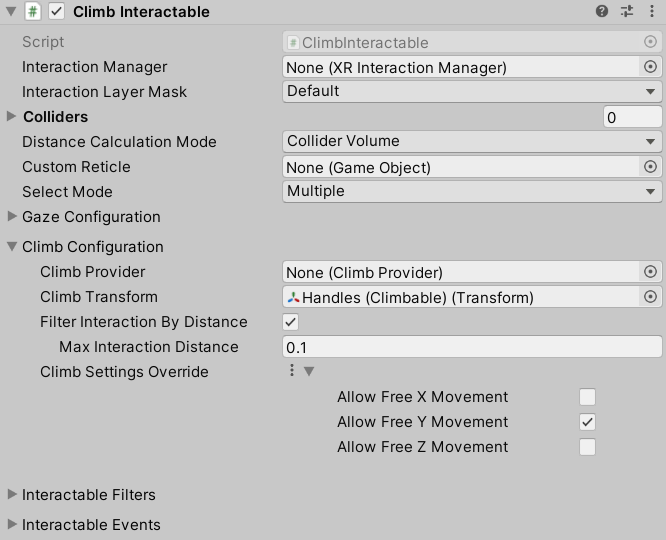 Climb Interactable
Script ClimbInteractable
Interaction Manager None (XR Interaction Manager)
Interaction Layer Mask Default
Colliders 0
Distance Calculation Mode Collider Volume
Custom Reticle None (Game Object)
Select Mode Multiple
Gaze Configuration
Climb Configuration
Climb Provider None (Climb Provider)
Climb Transform Handles (Climbable) (Transform)
Filter Interaction By Distance
Max Interaction Distance 0.1
Climb Settings Override
Allow Free X Movement
Allow Free Y Movement
Allow Free Z Movement
Interactable Filters
Interactable Events